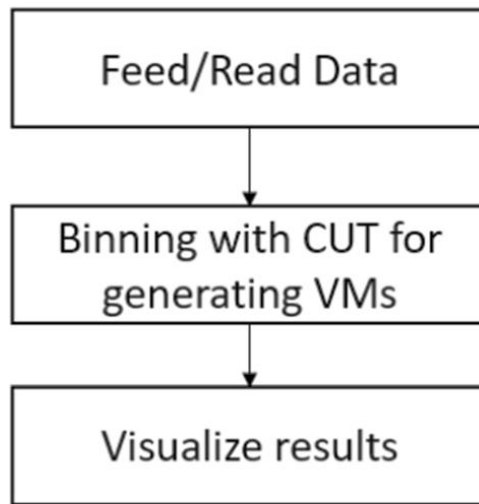 Feed/Read Data
Binning with CUT for
generating VMs
Visualize results